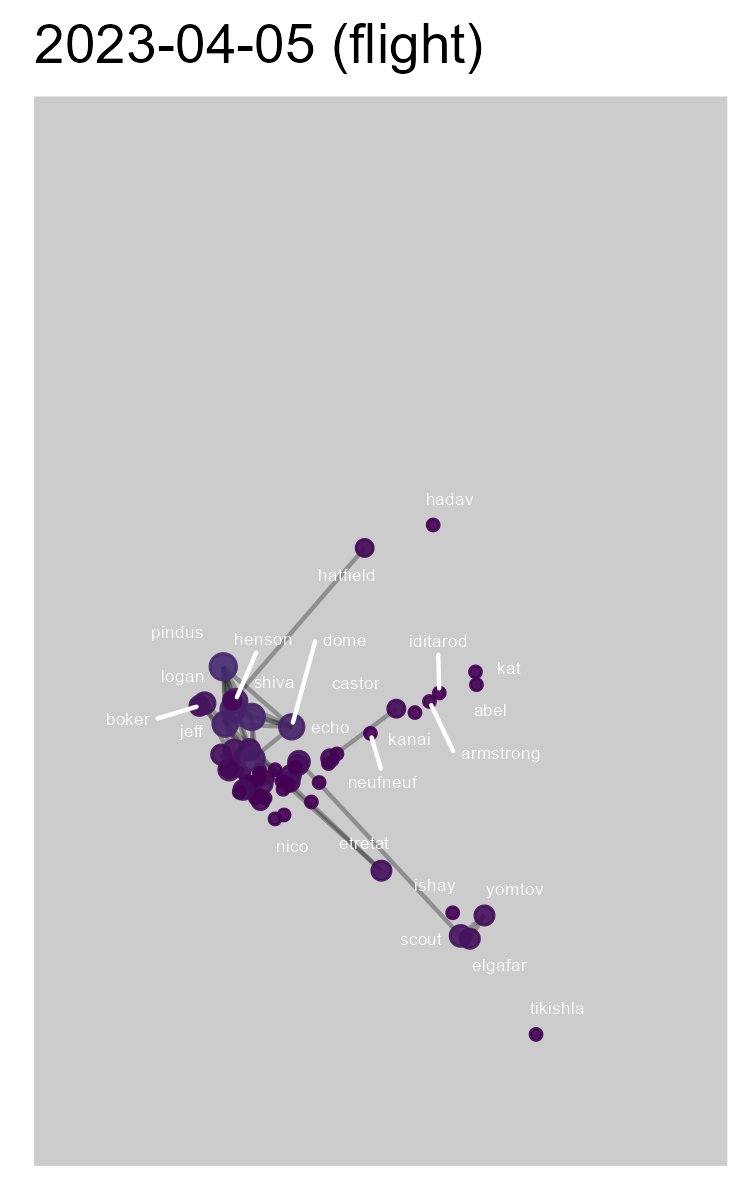 2023-04-05 (flight)
hadav
hatfield
pindus
henson
dome
iditarod
logan
shiva
castor
kat
boker
jeff
echo
kanai
abel
armstrong
neufneuf
nico
etretat
ishay
yomtov
scout
elgafar
tikishla